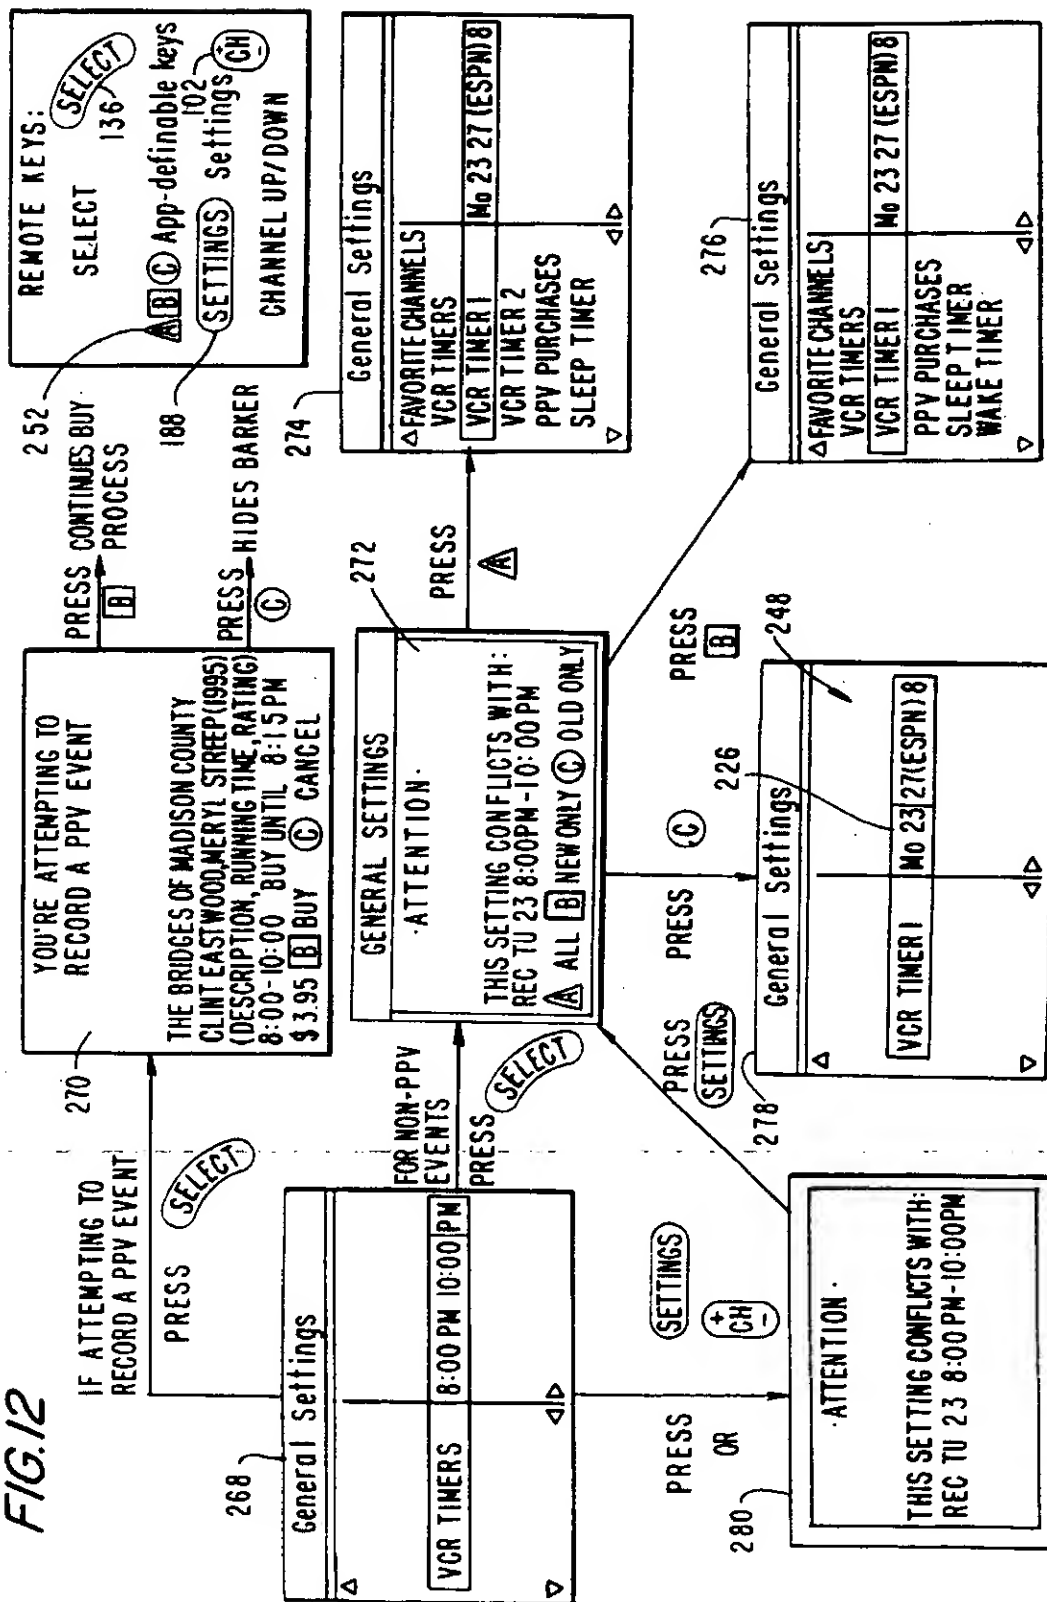 FIG.12
IF ATTEMPTING TO
RECORD A PPV EVENT
PRESS SELECT
268
General Settings
VCR TIMERS 8:00 PM 10:00 PM
270
YOU'RE ATTEMPTING TO
RECORD A PPV EVENT
THE BRIDGES OF MADISON COUNTY
CLINT EASTWOOD,MERYL STREEP(1995)
(DESCRIPTION, RUNNING TIME, RATING)
8:00-10:00 BUY UNTIL 8:15 PM
$3.95 B BUY C CANCEL
PRESS CONTINUES BUY
B PROCESS
PRESS HIDES BARKER
C
REMOTE KEYS:
SELECT SELECT
136
252
A B C App-definable keys
102
188
SETTINGS Settings
+ CH -
CHANNEL UP/DOWN
FOR NON-PPV
EVENTS
PRESS SELECT
272
GENERAL SETTINGS
·ATTENTION·
THIS SETTING CONFLICTS WITH:
REC TU 23 8:00PM-10:00 PM
A ALL B NEW ONLY C OLD ONLY
PRESS
A
274
General Settings
FAVORITE CHANNELS
VCR TIMERS
VCR TIMER 1 Mo 23 27 (ESPN) 8
VCR TIMER 2
PPV PURCHASES
SLEEP TIMER
PRESS OR
SETTINGS
+ CH -
280
·ATTENTION·
THIS SETTING CONFLICTS WITH:
REC TU 23 8:00 PM-10:00PM
PRESS
SETTINGS
PRESS C
278
General Settings
226
248
VCR TIMER 1 Mo 23 27(ESPN) 8
PRESS
B
276
General Settings
FAVORITE CHANNELS
VCR TIMERS
VCR TIMER 1 Mo 23 27 (ESPN) 8
PPV PURCHASES
SLEEP TIMER
WAKE TIMER